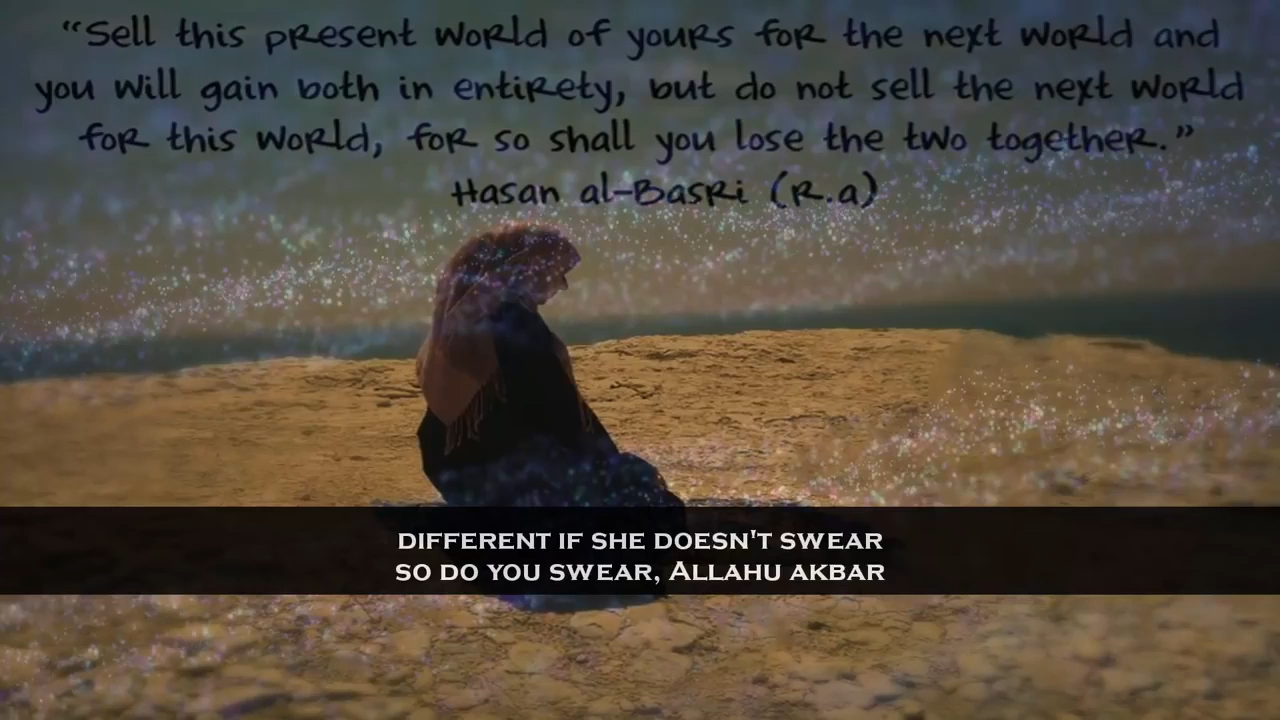 “Sell this present world of yours for the next world and
you will gain both in entirety, but do not sell the next world
for this world, for so shall you lose the two together.”
Hasan al-Basri (R.a)
DIFFERENT IF SHE DOESN'T SWEAR
SO DO YOU SWEAR, ALLAHU AKBAR